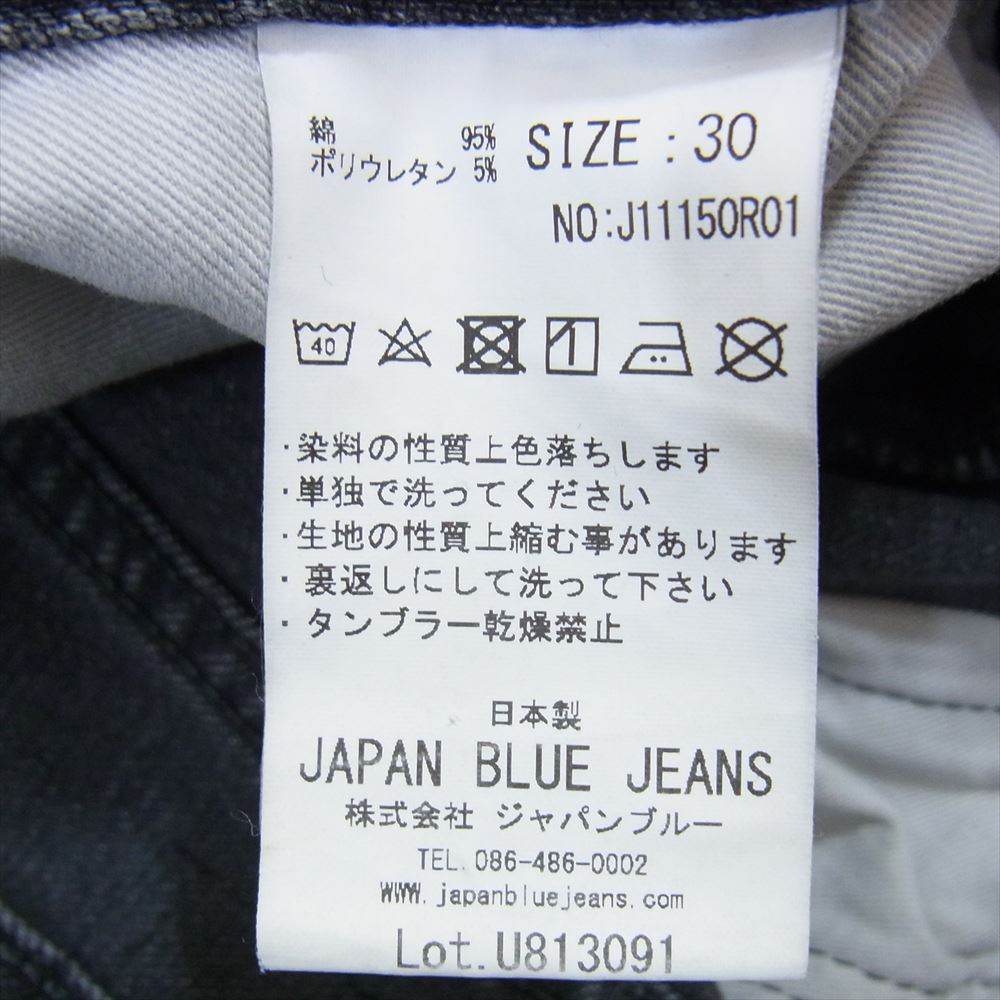 綿 95%
ポリウレタン 5%
SIZE : 30
NO:J11150R01
40
・染料の性質上色落ちします
・単独で洗ってください
・生地の性質上縮む事があります
・裏返しにして洗って下さい
・タンブラー乾燥禁止
日本製
JAPAN BLUE JEANS
株式会社 ジャパンブルー
TEL.086-486-0002
WWW.japanbluejeans.com
Lot.U813091